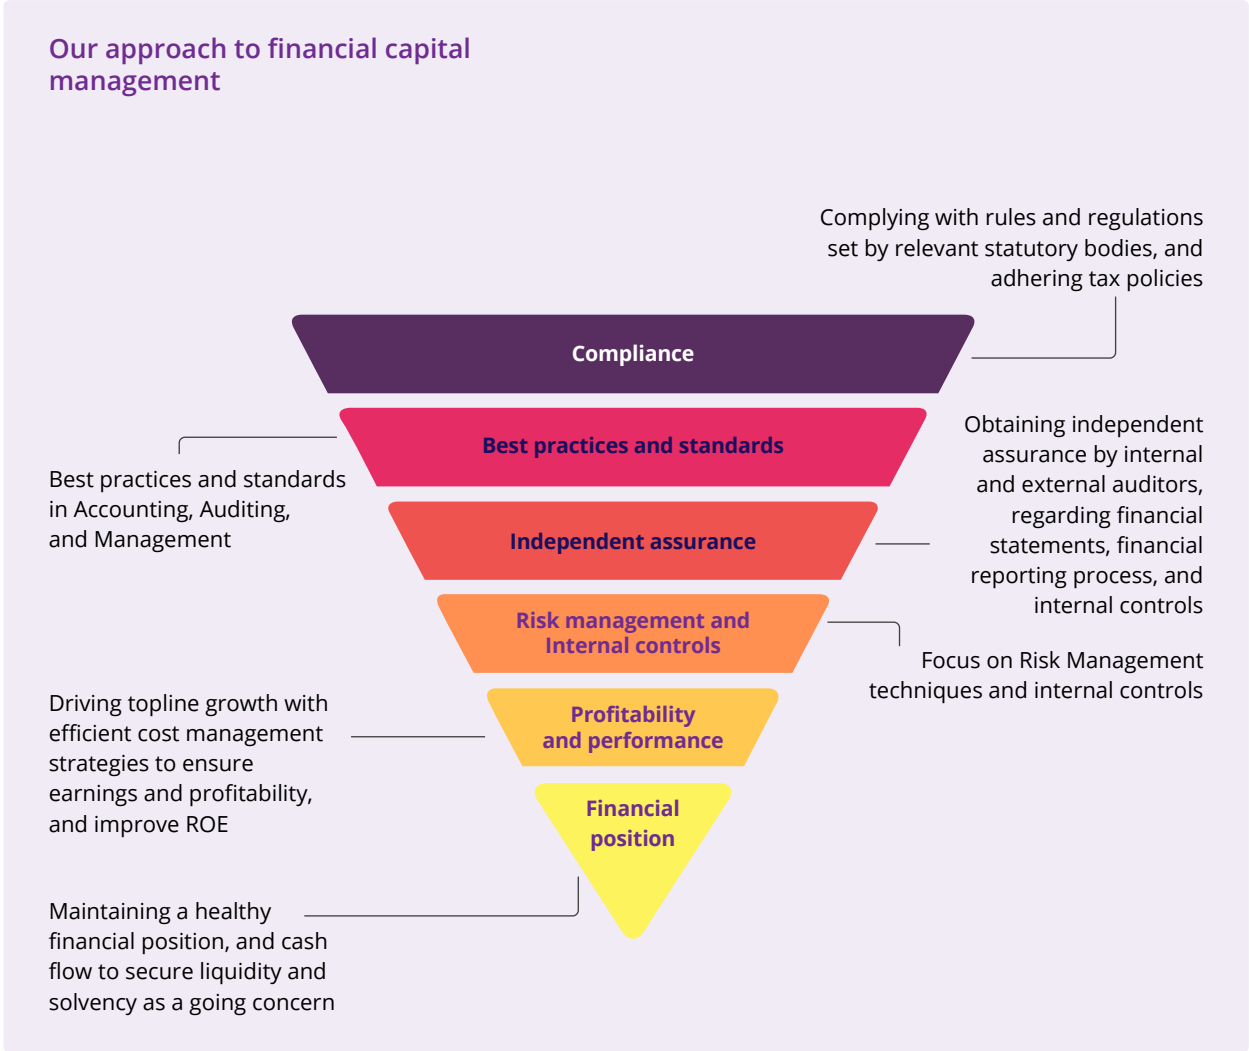 Our approach to financial capital
management
Complying with rules and regulations
set by relevant statutory bodies, and
adhering tax policies
Compliance
Best practices and standards
Best practices and standards
in Accounting, Auditing,
and Management
Obtaining independent
assurance by internal
and external auditors,
regarding financial
statements, financial
reporting process, and
internal controls
Independent assurance
Risk management and
Internal controls
Focus on Risk Management
techniques and internal controls
Driving topline growth with
efficient cost management
strategies to ensure
earnings and profitability,
and improve ROE
Profitability
and performance
Financial
position
Maintaining a healthy
financial position, and cash
flow to secure liquidity and
solvency as a going concern